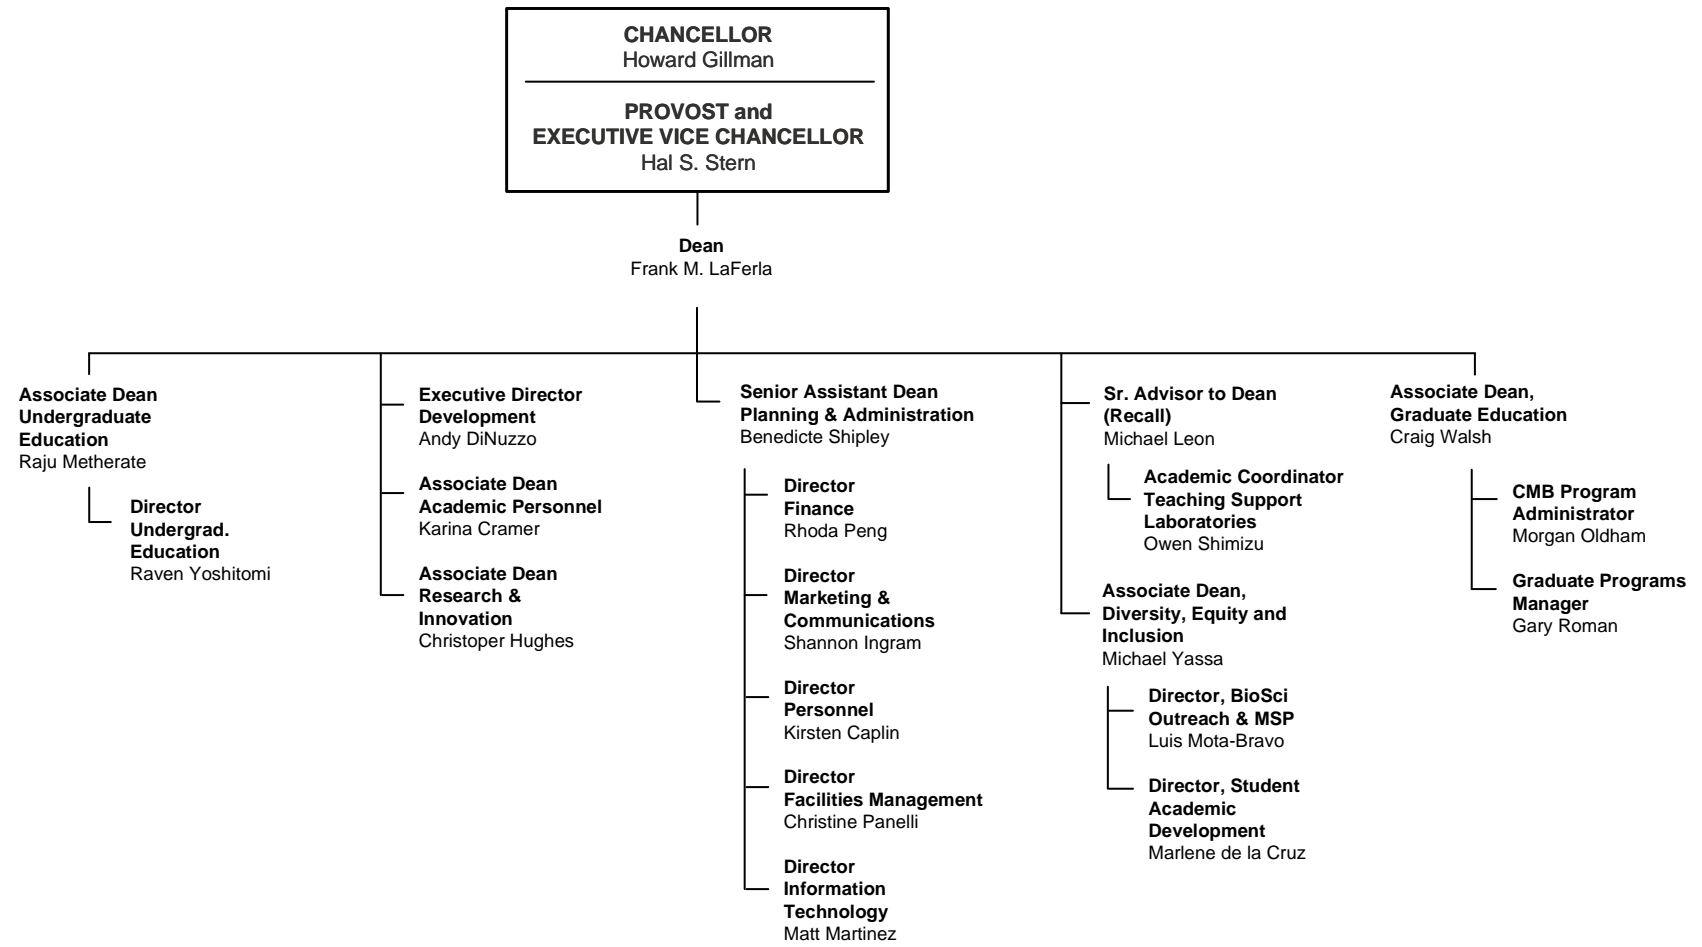 CHANCELLOR
Howard Gillman
PROVOST and
EXECUTIVE VICE CHANCELLOR
Hal S. Stern
Dean
Frank M. LaFerla
Associate Dean
Undergraduate
Education
Raju Metherate
Director
Undergrad.
Education
Raven Yoshitomi
Executive Director
Development
Andy DiNuzzo
Associate Dean
Academic Personnel
Karina Cramer
Associate Dean
Research &
Innovation
Christoper Hughes
Senior Assistant Dean
Planning & Administration
Benedicte Shipley
Director
Finance
Rhoda Peng
Director
Marketing &
Communications
Shannon Ingram
Director
Personnel
Kirsten Caplin
Director
Facilities Management
Christine Panelli
Director
Information
Technology
Matt Martinez
Sr. Advisor to Dean
(Recall)
Michael Leon
Academic Coordinator
Teaching Support
Laboratories
Owen Shimizu
Associate Dean,
Diversity, Equity and
Inclusion
Michael Yassa
Director, BioSci
Outreach & MSP
Luis Mota-Bravo
Director, Student
Academic
Development
Marlene de la Cruz
Associate Dean,
Graduate Education
Craig Walsh
CMB Program
Administrator
Morgan Oldham
Graduate Programs
Manager
Gary Roman